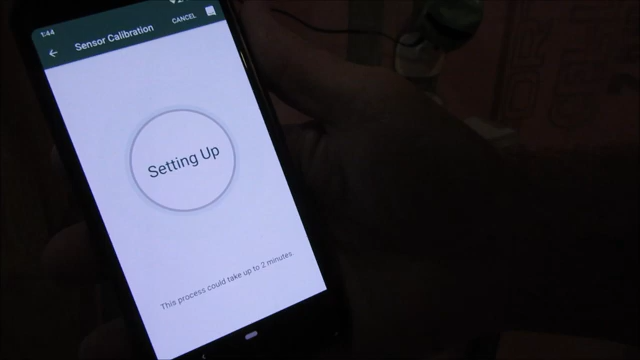 1:44
Sensor Calibration
CANCEL
Setting Up
This process could take up to 2 minutes